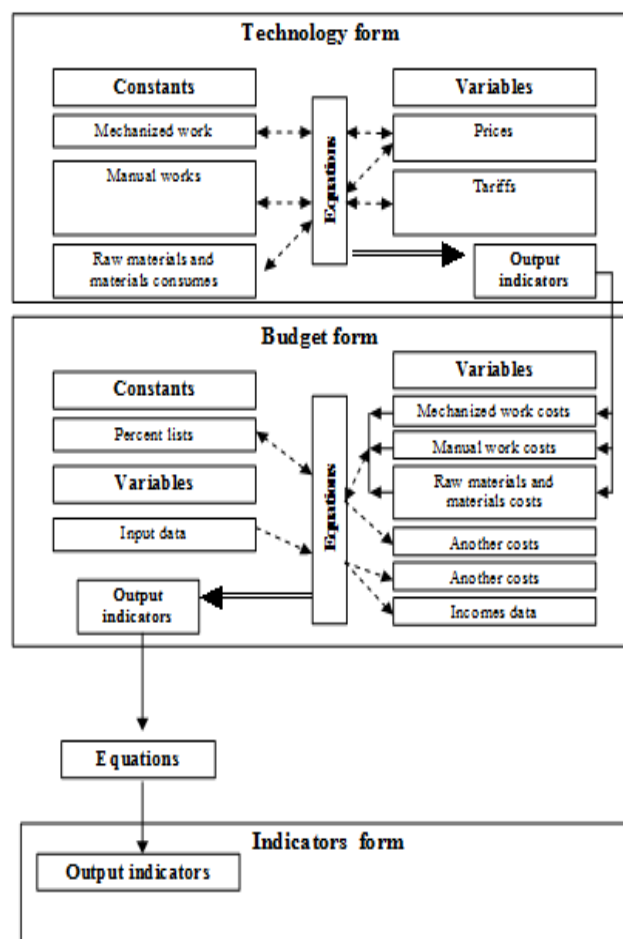 Technology form
Constants
Variables
Mechanized work
Prices
Manual works
Tariffs
Raw materials and
materials consumes
Equations
Output
indicators
Budget form
Constants
Percent lists
Variables
Input data
Equations
Variables
Mechanized work costs
Manual work costs
Raw materials and
materials costs
Another costs
Another costs
Incomes data
Output
indicators
Equations
Indicators form
Output indicators